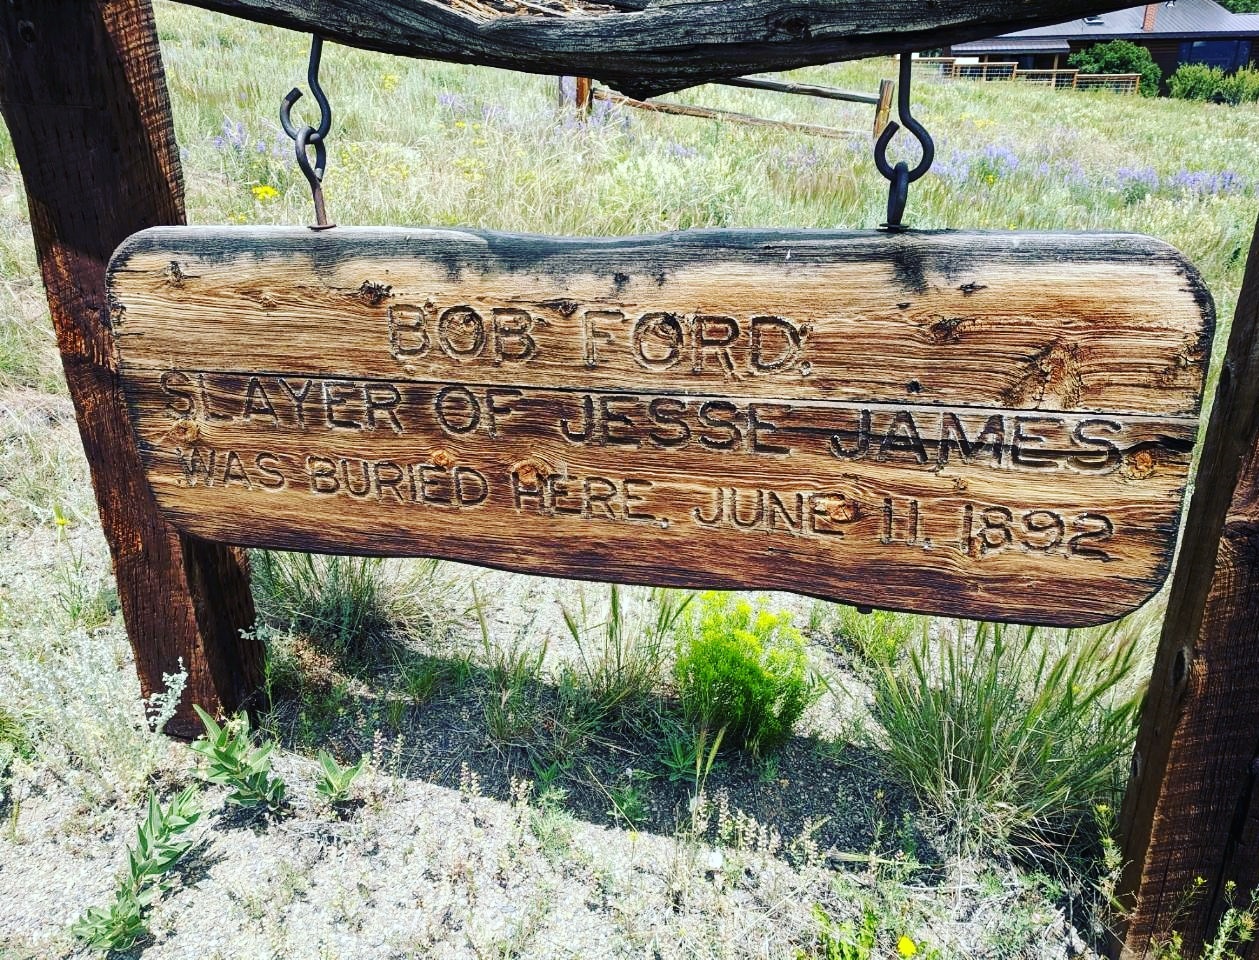 BOB FORD.
SLAYER OF JESSE JAMES
WAS BURIED HERE, JUNE 11, 1892